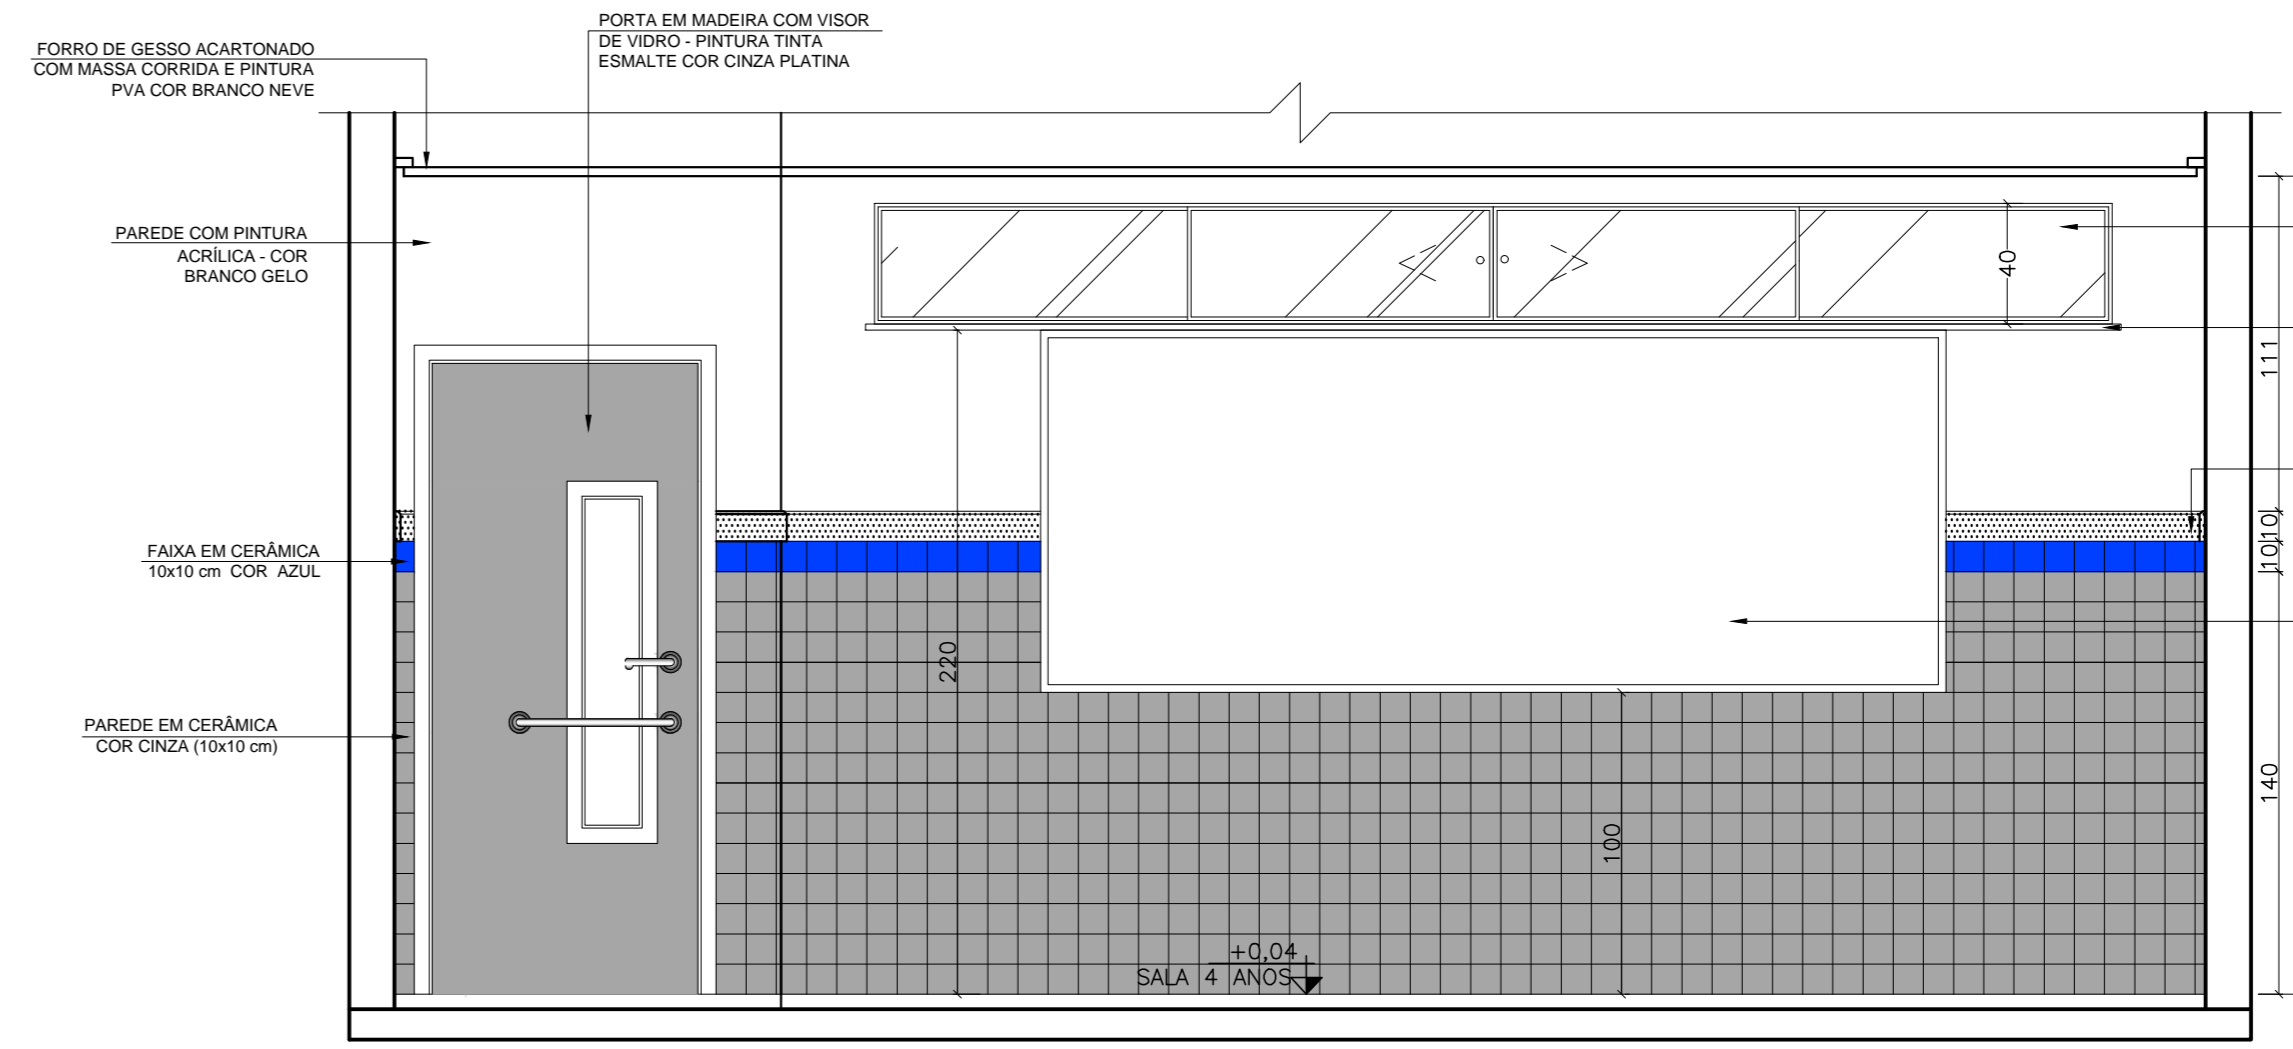 PORTA EM MADEIRA COM VISOR
DE VIDRO - PINTURA TINTA
ESMALTE COR CINZA PLATINA
FORRO DE GESSO ACARTONADO
COM MASSA CORRIDA E PINTURA
PVA COR BRANCO NEVE
PAREDE COM PINTURA
ACRÍLICA - COR
BRANCO GELO
40
111
FAIXA EM CERÂMICA
10x10 cm COR AZUL
10
10
220
PAREDE EM CERÂMICA
COR CINZA (10x10 cm)
140
100
+0,04
SALA 4 ANOS